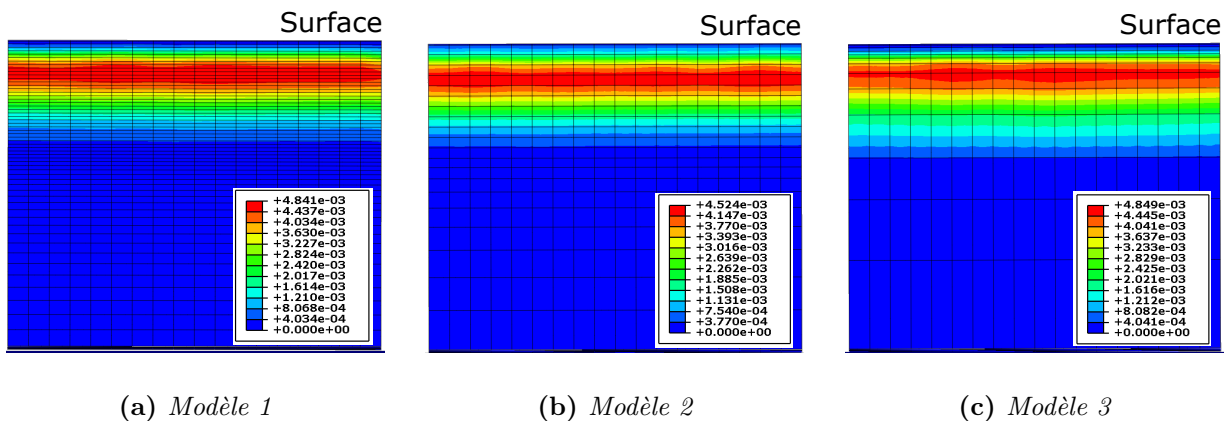 Surface
+4.841e-03
+4.437e-03
+4.034e-03
+3.630e-03
+3.227e-03
+2.824e-03
+2.420e-03
+2.017e-03
+1.614e-03
+1.210e-03
+8.068e-04
+4.034e-04
+0.000e+00
(a) Modèle 1
Surface
+4.524e-03
+4.147e-03
+3.770e-03
+3.393e-03
+3.016e-03
+2.639e-03
+2.262e-03
+1.885e-03
+1.508e-03
+1.131e-03
+7.540e-04
+3.770e-04
+0.000e+00
(b) Modèle 2
Surface
+4.849e-03
+4.445e-03
+4.041e-03
+3.637e-03
+3.233e-03
+2.829e-03
+2.425e-03
+2.021e-03
+1.616e-03
+1.212e-03
+8.082e-04
+4.041e-04
+0.000e+00
(c) Modèle 3